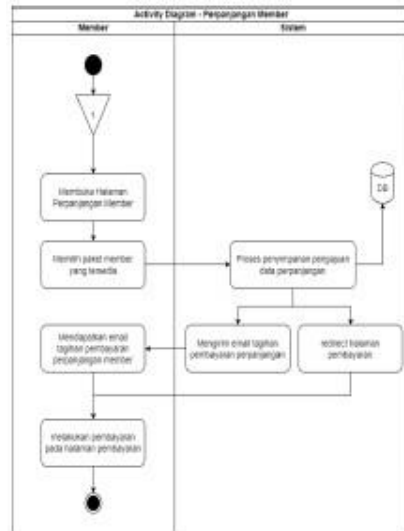 Activity Diagram - Perpanjangan Member
Member
Sistem
1
Membuka Halaman
Perpanjangan Member
DB
Memilih paket member
yang tersedia
Proses penyimpanan pengajuan
data perpanjangan
Mendapatkan email
tagihan pembayaran
perpanjangan member
Mengirim email tagihan
pembayaran perpanjangan
redirect halaman
pembayaran
melakukan pembayaran
pada halaman pembayaran